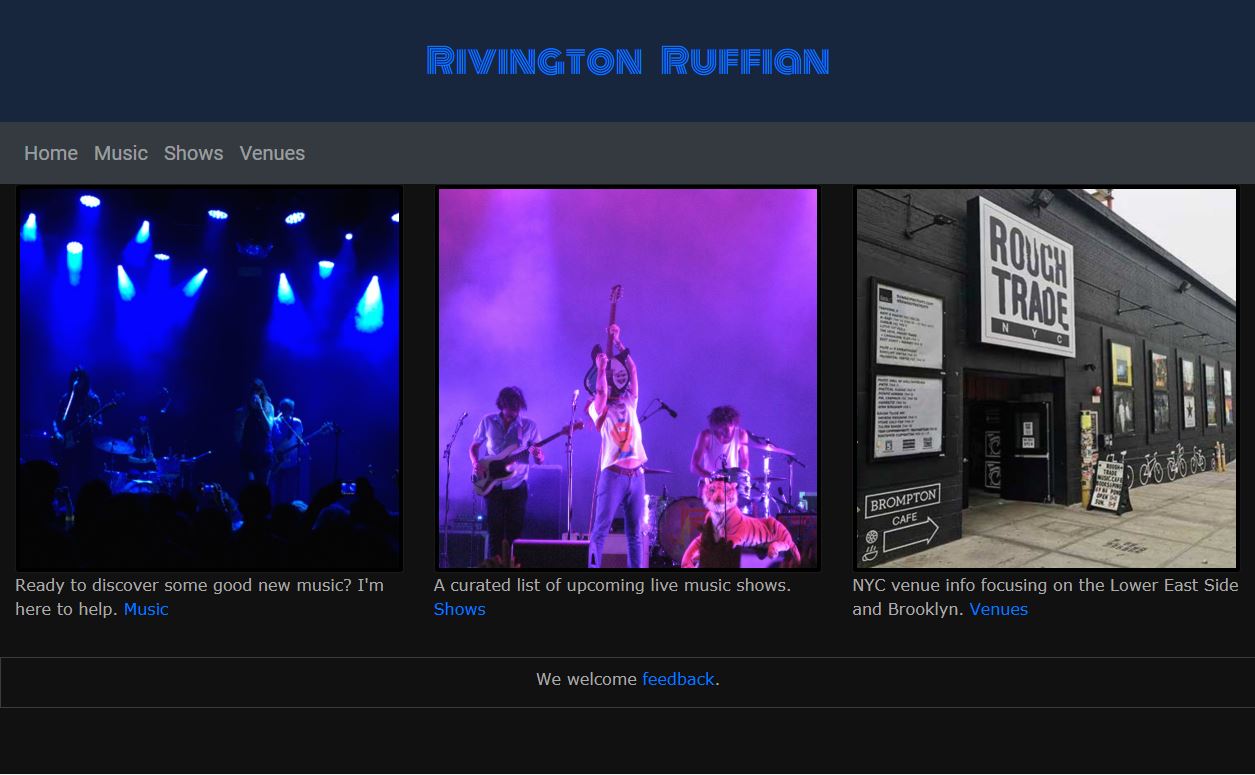 Rivington Ruffian
Home Music Shows Venues
ROUGH
TRADE
NYC
BROMPTON
CAFE
Ready to discover some good new music? I'm
here to help. Music
A curated list of upcoming live music shows.
Shows
NYC venue info focusing on the Lower East Side
and Brooklyn. Venues
We welcome feedback.